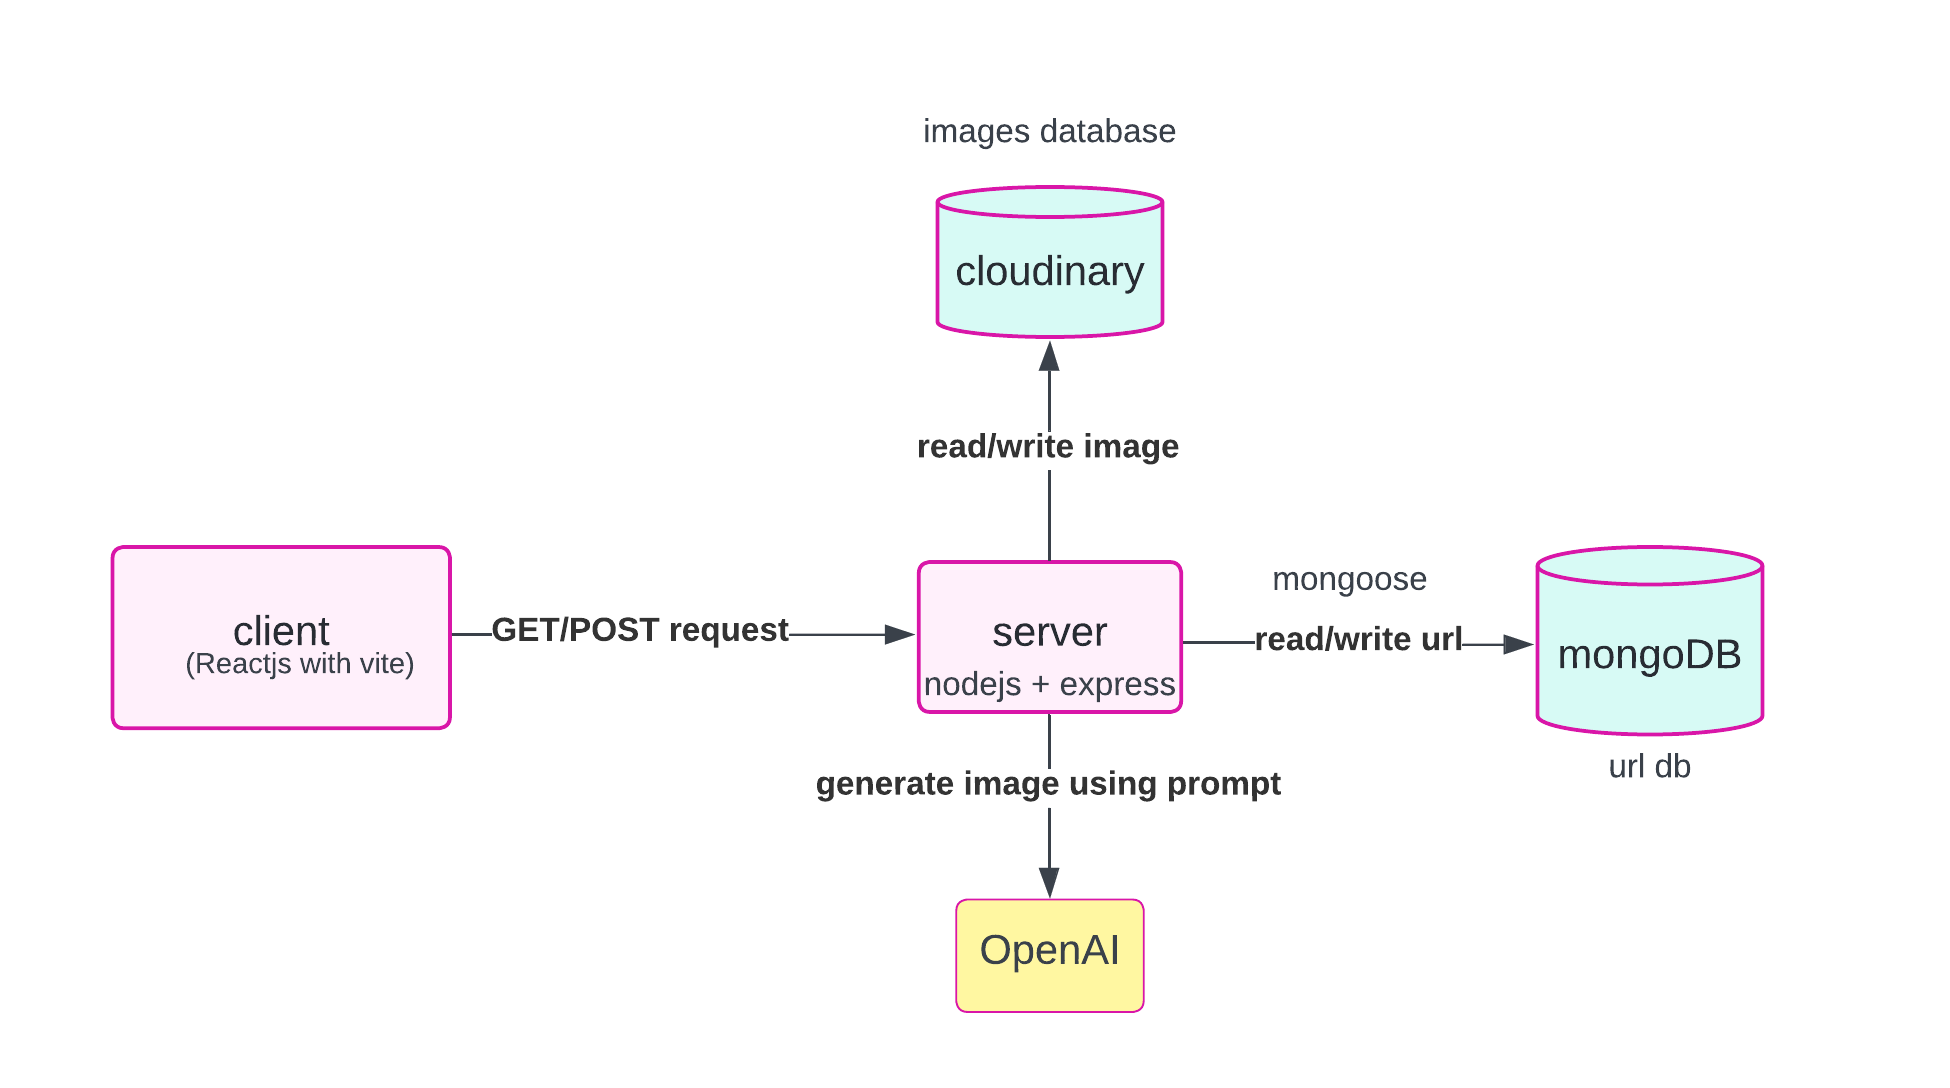 images database
cloudinary
read/write image
client
(Reactjs with vite)
GET/POST request
server
nodejs + express
mongoose
read/write url
mongoDB
url db
generate image using prompt
OpenAI